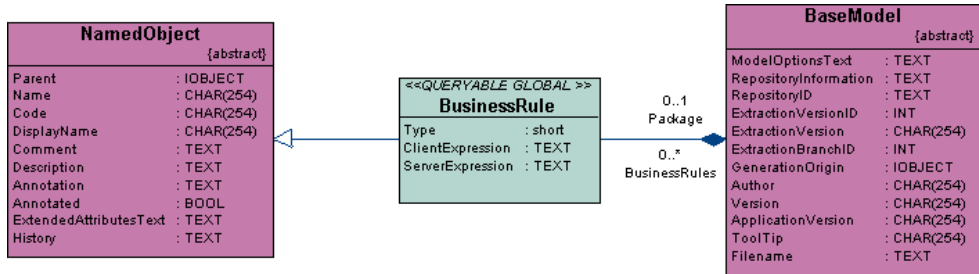 NamedObject
{abstract}
Parent : IOBJECT
Name : CHAR(254)
Code : CHAR(254)
DisplayName : CHAR(254)
Comment : TEXT
Description : TEXT
Annotation : TEXT
Annotated : BOOL
ExtendedAttributesText : TEXT
History : TEXT
<<QUERYABLE GLOBAL >>
BusinessRule
Type : short
ClientExpression : TEXT
ServerExpression : TEXT
0..1
Package
0..*
BusinessRules
BaseModel
{abstract}
ModelOptionsText : TEXT
RepositoryInformation : TEXT
RepositoryID : TEXT
ExtractionVersionID : INT
ExtractionVersion : CHAR(254)
ExtractionBranchID : INT
GenerationOrigin : IOBJECT
Author : CHAR(254)
Version : CHAR(254)
ApplicationVersion : CHAR(254)
ToolTip : CHAR(254)
Filename : TEXT